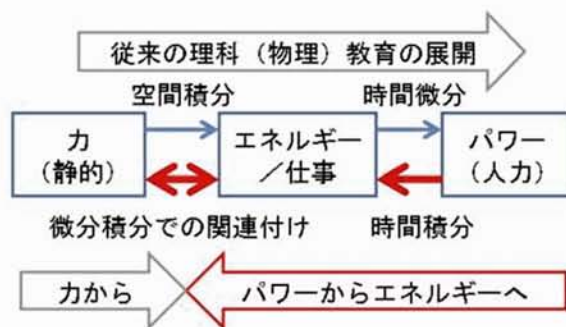 従来の理科（物理）教育の展開
空間積分
時間微分
力
（静的）
エネルギー
／仕事
パワー
（人力）
微分積分での関連付け
時間積分
力から
パワーからエネルギーへ